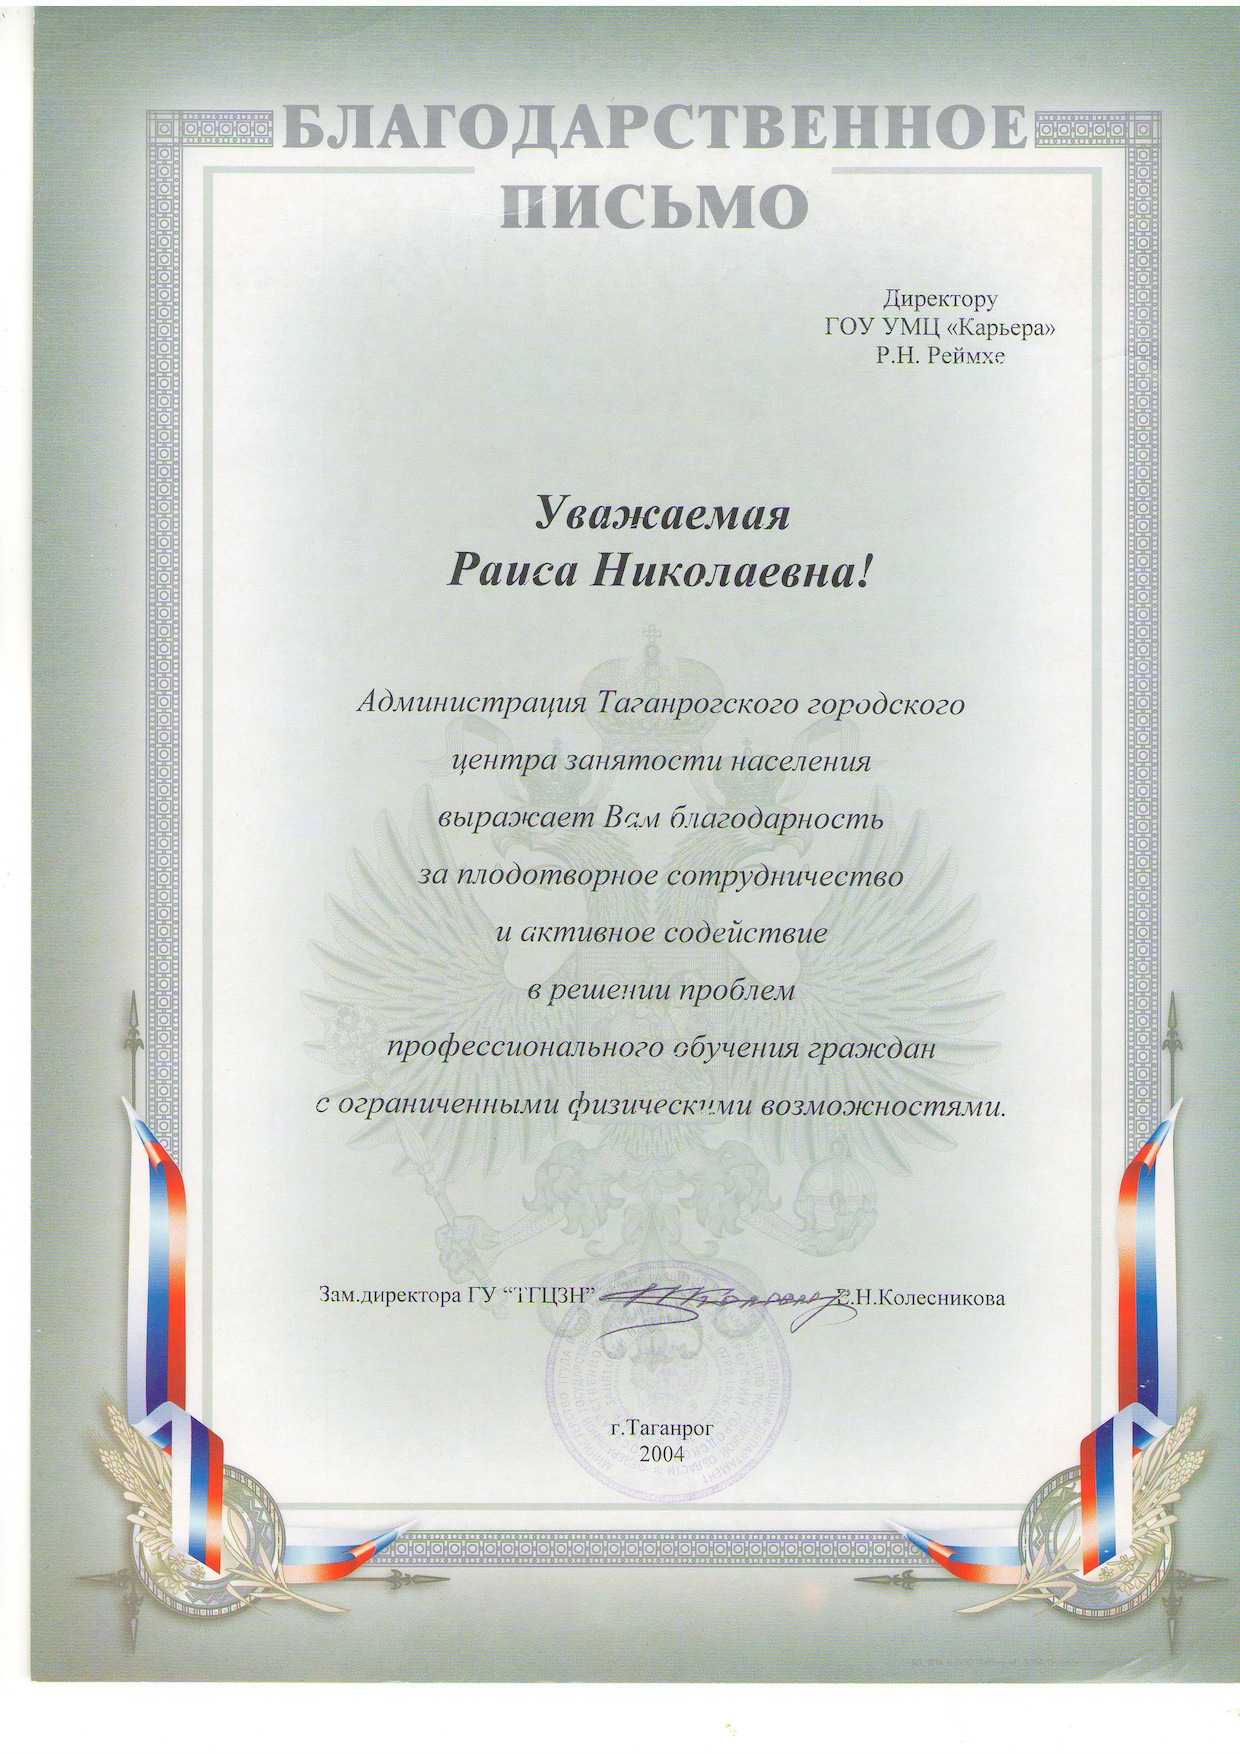 БЛАГОДАРСТВЕННОЕ
ПИСЬМО
Директору
ГОУ УМЦ «Карьера»
Р.Н. Реймхе
Уважаемая
Раиса Николаевна!
Администрация Таганрогского городского
центра занятости населения
выражает Вам благодарность
за плодотворное сотрудничество
и активное содействие
в решении проблем
профессионального обучения граждан
с ограниченными физическими возможностями.
Зам.директора ГУ “ТГЦЗН” Е.Н.Колесникова
г.Таганрог
2004